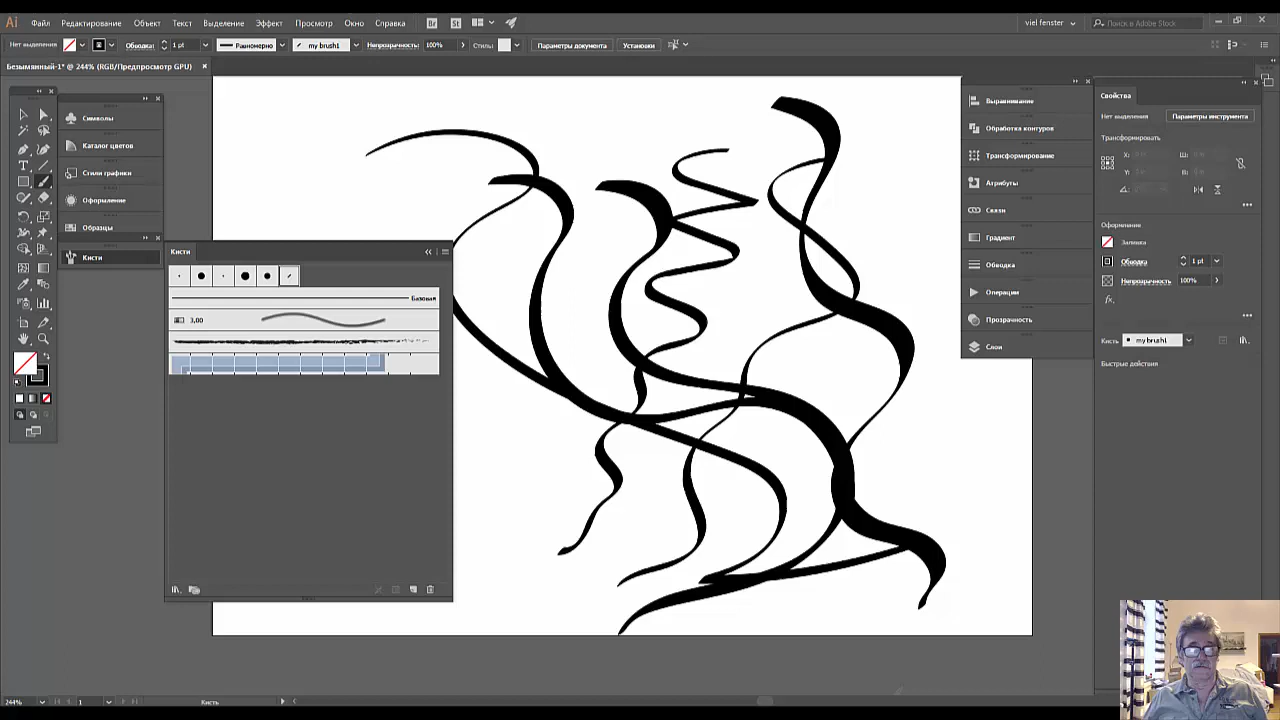 Ai Файл Редактирование Объект Текст Выделение Эффект Просмотр Окно Справка Br St viel fenster Поиск в Adobe Stock
Нет выделения Обводка: 1 pt Равномерно my brush1 Непрозрачность: 100% Стиль: Параметры документа Установки
Безымянный-1* @ 244% (RGB/Предпросмотр GPU)
Символы
Каталог цветов
Стили графики
Оформление
Образцы
Кисти
Кисти
Базовая
3,00
Выравнивание
Обработка контуров
Трансформирование
Атрибуты
Связи
Градиент
Обводка
Операции
Прозрачность
Слои
Свойства
Нет выделения Параметры инструмента
Трансформировать
X: Ш:
Y:
Оформление
Заливка
Обводка 1 pt
Непрозрачность 100%
fx.
Кисть my brush1
Быстрые действия
244% 1 Кисть